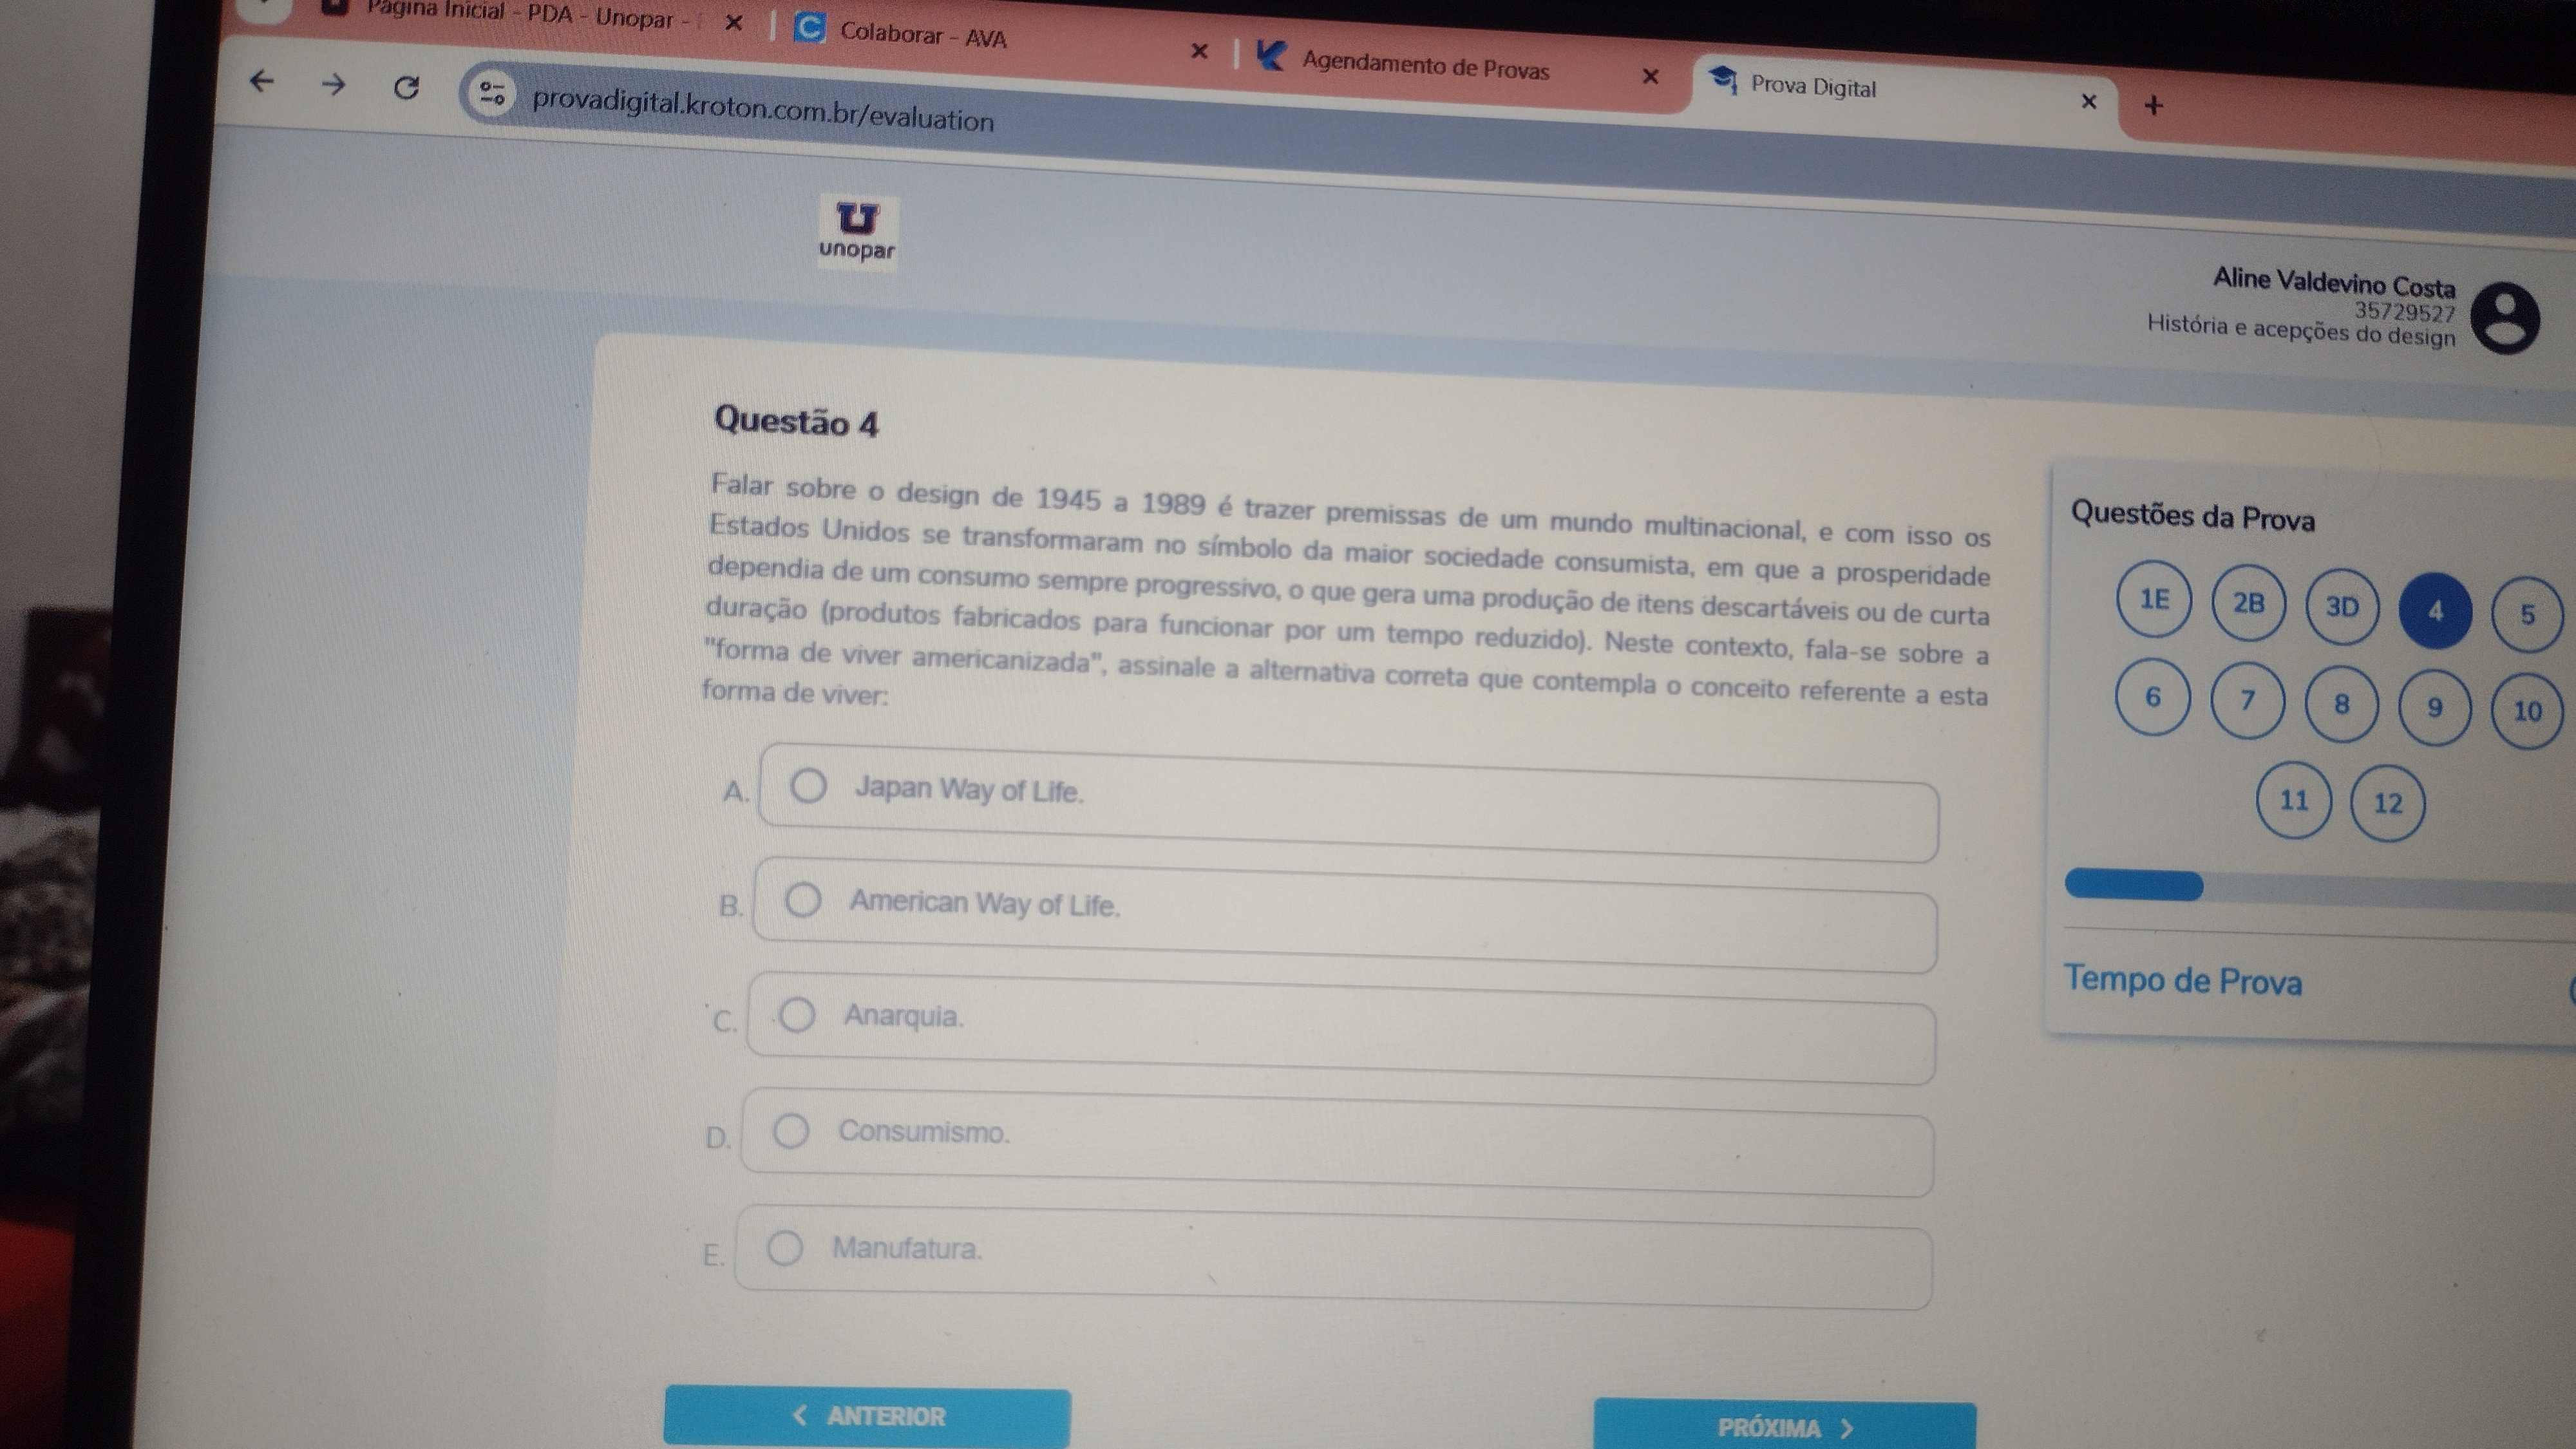 Página Inicial - PDA - Unopar -
Colaborar - AVA
Agendamento de Provas
Prova Digital
provadigital.kroton.com.br/evaluation
unopar
Aline Valdevino Costa
35729527
História e acepções do design
Questão 4
Falar sobre o design de 1945 a 1989 é trazer premissas de um mundo multinacional, e com isso os
Estados Unidos se transformaram no símbolo da maior sociedade consumista, em que a prosperidade
dependia de um consumo sempre progressivo, o que gera uma produção de itens descartáveis ou de curta
duração (produtos fabricados para funcionar por um tempo reduzido). Neste contexto, fala-se sobre a
"forma de viver americanizada", assinale a alternativa correta que contempla o conceito referente a esta
forma de viver:
A. Japan Way of Life.
B. American Way of Life.
C. Anarquia.
D. Consumismo.
E. Manufatura.
ANTERIOR
PRÓXIMA
Questões da Prova
1E 2B 3D 4 5
6 7 8 9 10
11 12
Tempo de Prova